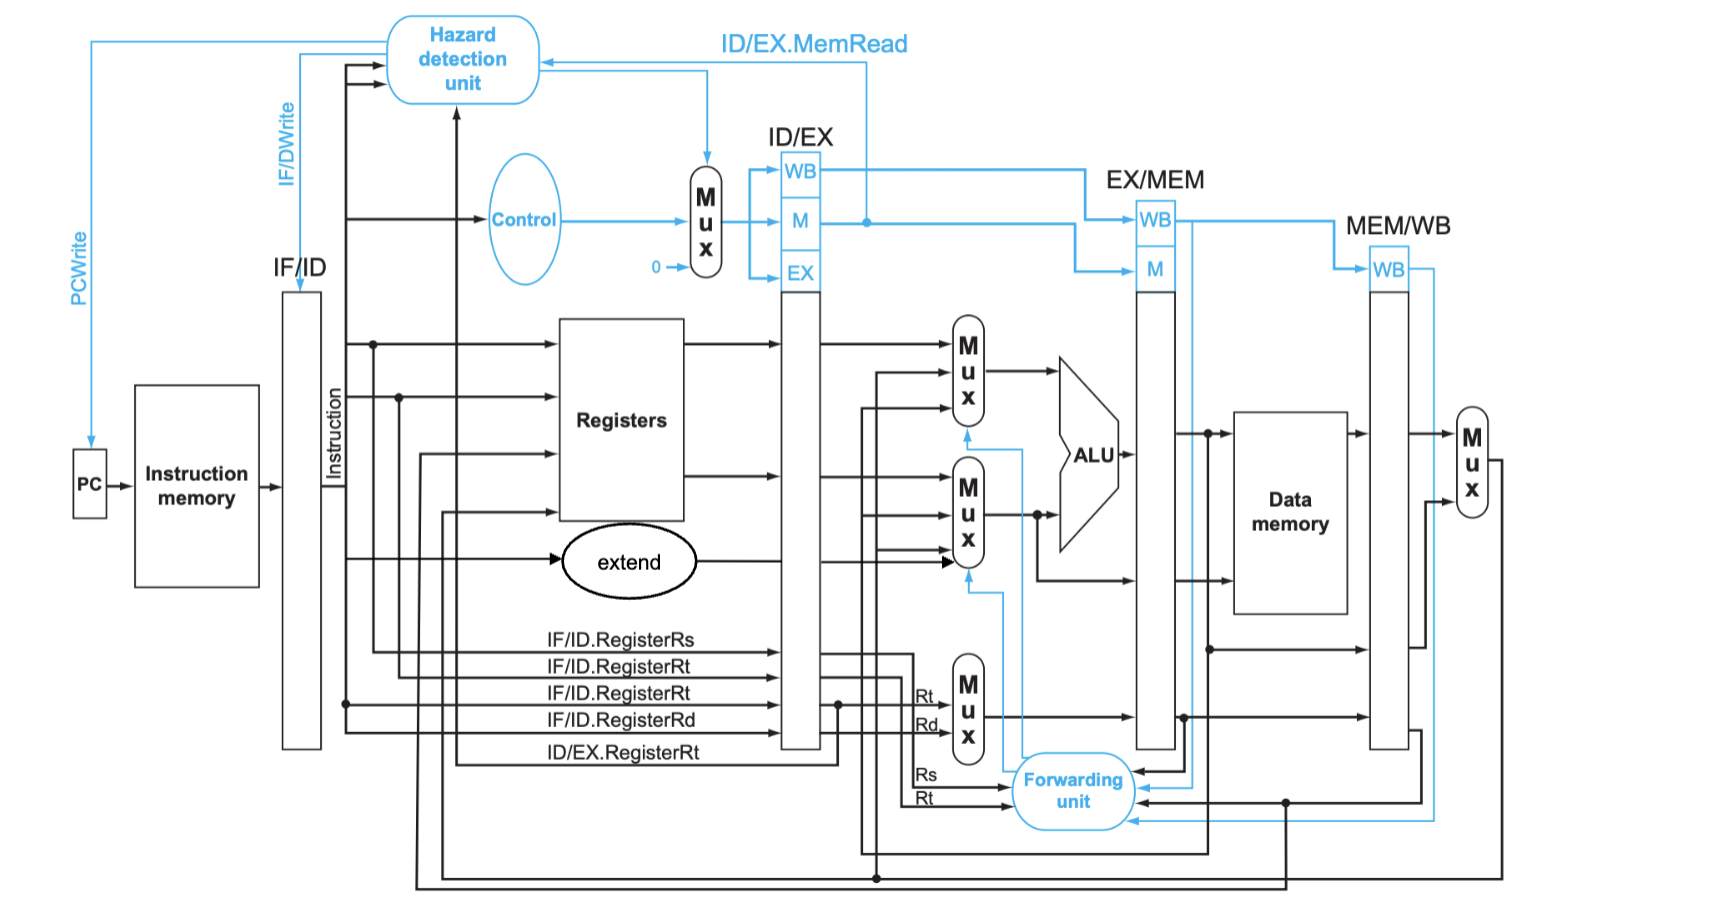 Hazard
detection
unit
ID/EX.MemRead
IF/DWrite
PCWrite
ID/EX
WB
M
EX
EX/MEM
WB
M
MEM/WB
WB
Control
M
u
x
0
IF/ID
Instruction
PC
Instruction
memory
Registers
extend
M
u
x
M
u
x
ALU
Data
memory
M
u
x
IF/ID.RegisterRs
IF/ID.RegisterRt
IF/ID.RegisterRt
IF/ID.RegisterRd
ID/EX.RegisterRt
Rt
Rd
M
u
x
Rs
Rt
Forwarding
unit